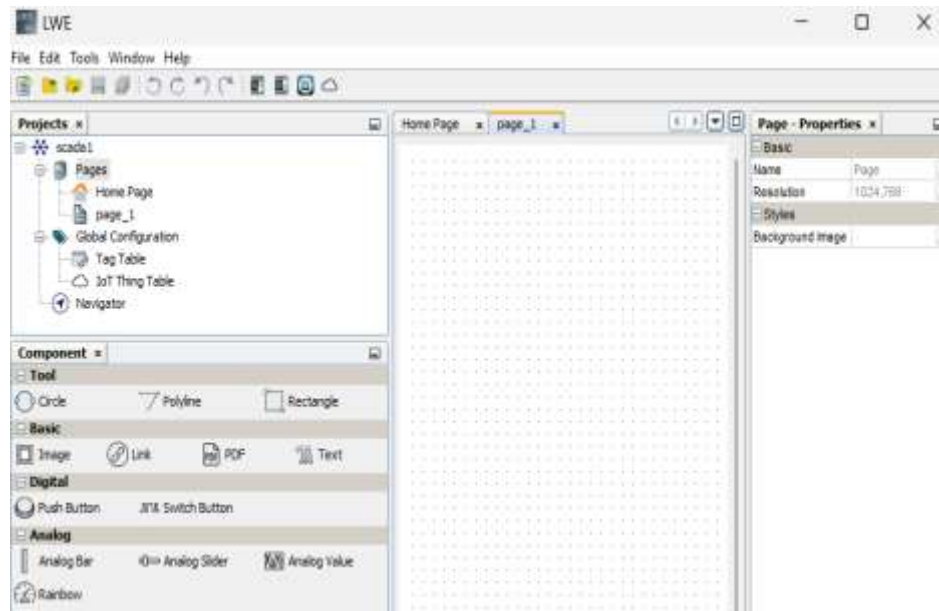 LWE
File Edit Tools Window Help
Projects
scade1
Pages
Home Page
page_1
Global Configuration
Tag Table
IoT Thing Table
Navigator
Component
Tool
Circle Polyline Rectangle
Basic
Image Link PDF Text
Digital
Push Button Switch Button
Analog
Analog Bar Analog Slider Analog Value
Rainbow
Home Page page_1
Page - Properties
Basic
Name Page
Resolution 1024,768
Styles
Background Image